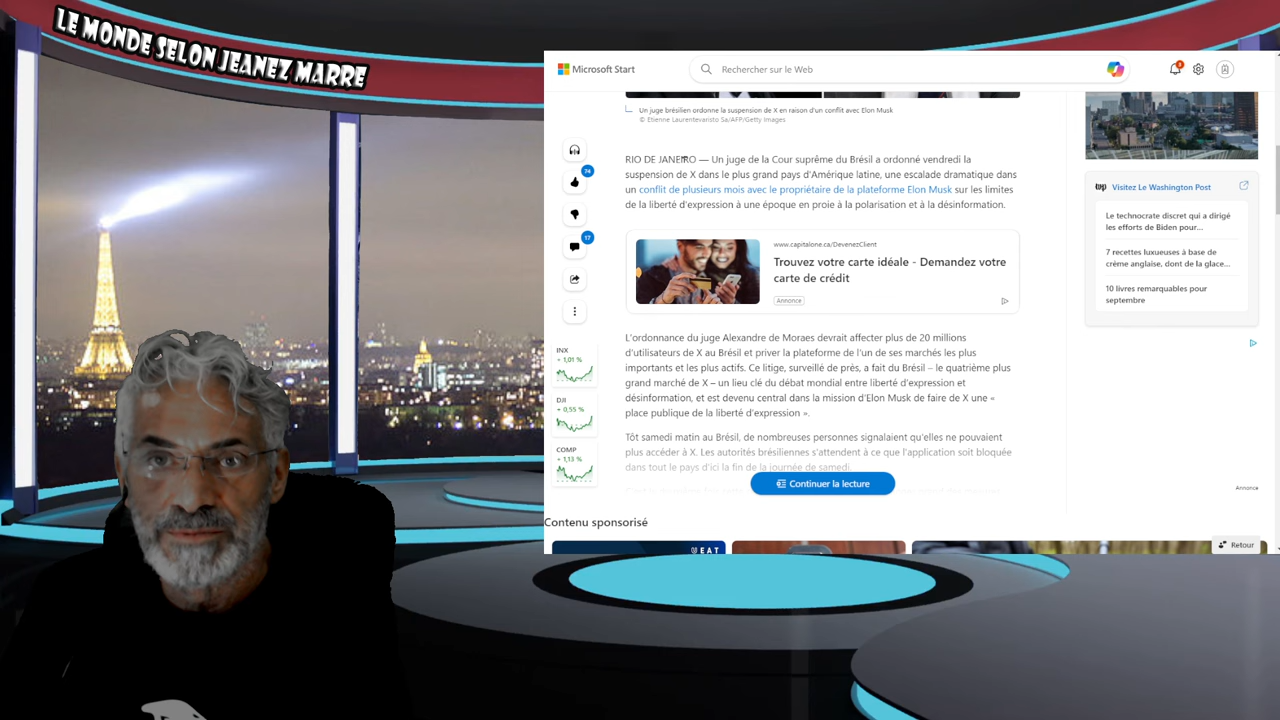 LE MONDE SELON JEANEZ MARRE
Microsoft Start
Rechercher sur le Web
Un juge brésilien ordonne la suspension de X en raison d'un conflit avec Elon Musk
© Etienne Laurentevaristo Sa/AFP/Getty Images
RIO DE JANEIRO — Un juge de la Cour suprême du Brésil a ordonné vendredi la
suspension de X dans le plus grand pays d'Amérique latine, une escalade dramatique dans
un conflit de plusieurs mois avec le propriétaire de la plateforme Elon Musk sur les limites
de la liberté d'expression à une époque en proie à la polarisation et à la désinformation.
74
17
www.capitalone.ca/DevenezClient
Trouvez votre carte idéale - Demandez votre
carte de crédit
Annonce
L'ordonnance du juge Alexandre de Moraes devrait affecter plus de 20 millions
d'utilisateurs de X au Brésil et priver la plateforme de l'un de ses marchés les plus
importants et les plus actifs. Ce litige, surveillé de près, a fait du Brésil – le quatrième plus
grand marché de X – un lieu clé du débat mondial entre liberté d'expression et
désinformation, et est devenu central dans la mission d'Elon Musk de faire de X une «
place publique de la liberté d'expression ».
Tôt samedi matin au Brésil, de nombreuses personnes signalaient qu'elles ne pouvaient
plus accéder à X. Les autorités brésiliennes s'attendent à ce que l'application soit bloquée
dans tout le pays d'ici la fin de la journée de samedi.
Continuer la lecture
INX
+ 1,01 %
DJI
+ 0,55 %
COMP
+ 1,13 %
wp Visitez Le Washington Post
Le technocrate discret qui a dirigé
les efforts de Biden pour...
7 recettes luxueuses à base de
crème anglaise, dont de la glace...
10 livres remarquables pour
septembre
Annonce
Contenu sponsorisé
EAT
Retour